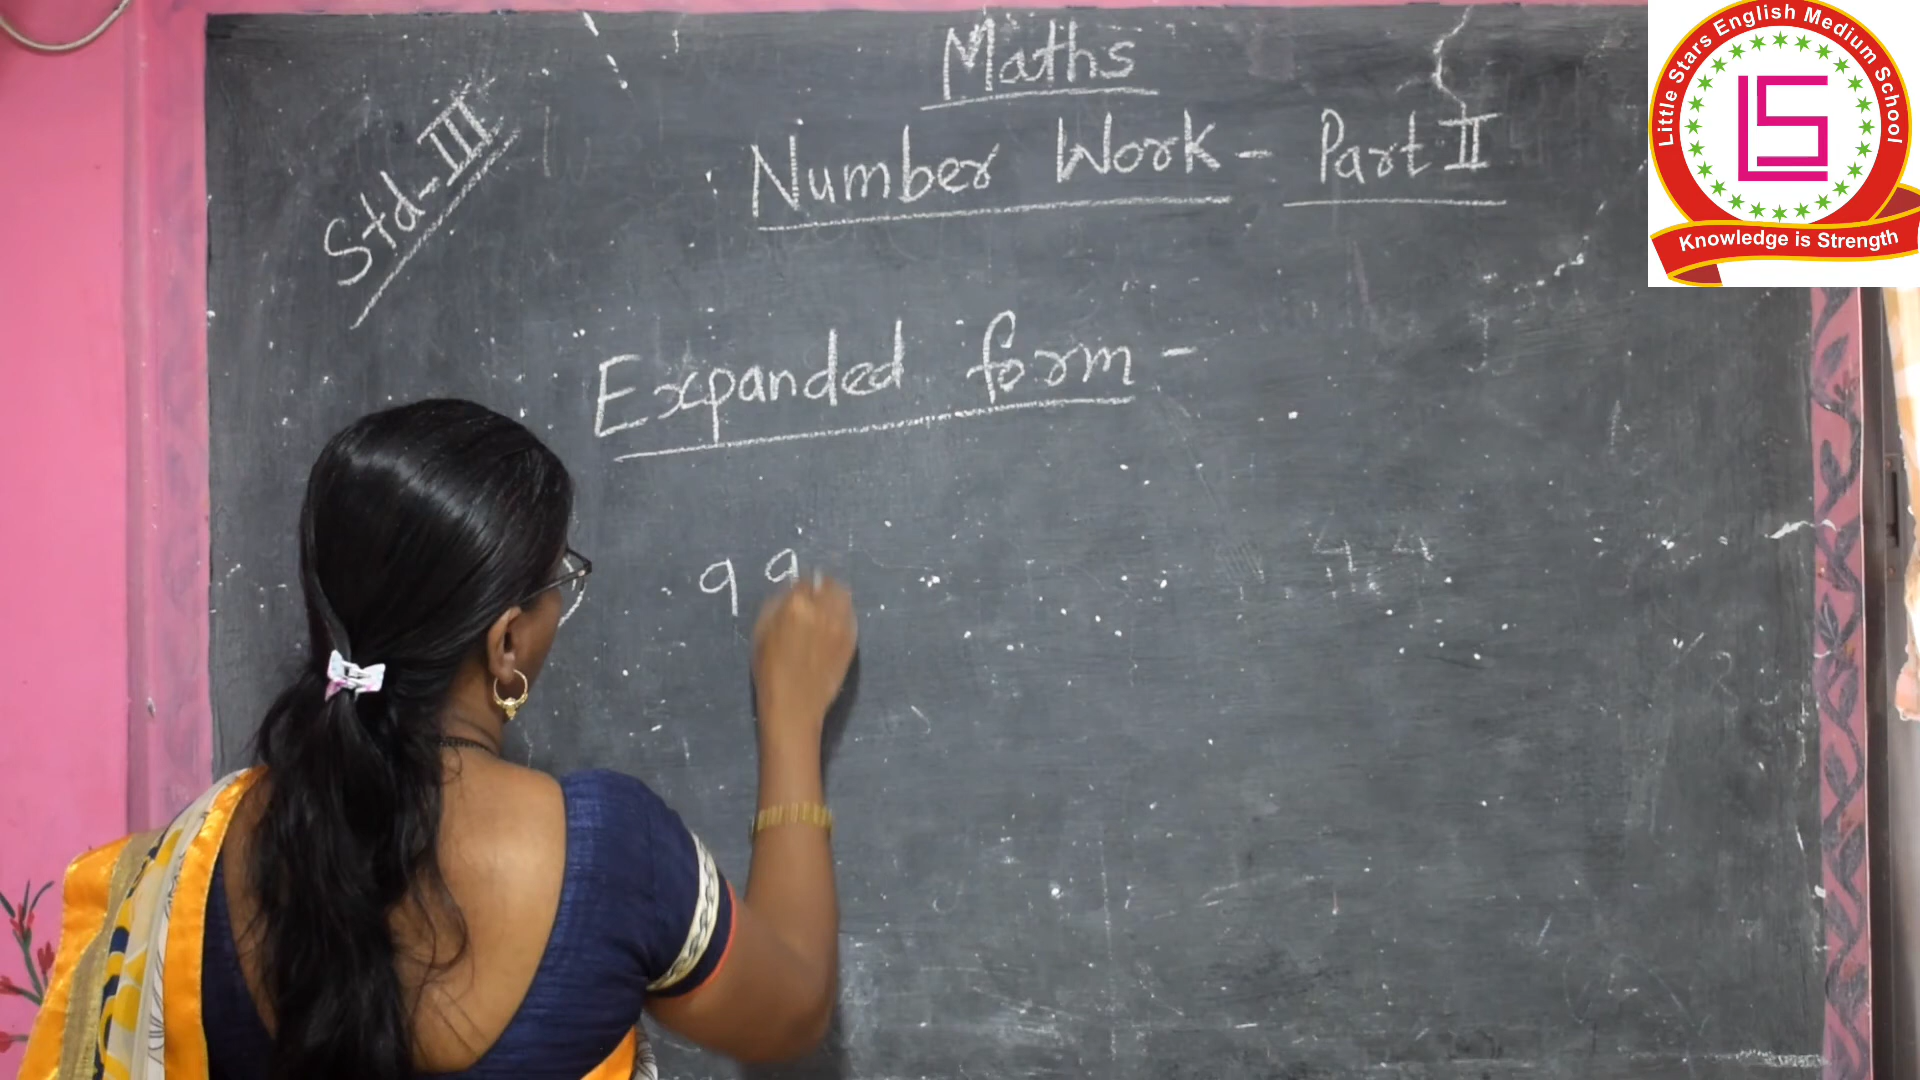 Maths
Std-III
Number Work - Part II
Expanded form -
99
Little Stars English Medium School
LS
Knowledge is Strength